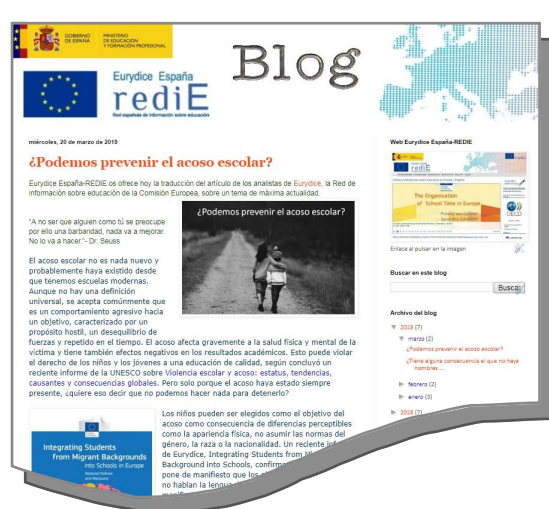 GOBIERNO
DE ESPAÑA
MINISTERIO
DE EDUCACIÓN
Y FORMACIÓN PROFESIONAL
Blog
Eurydice España
rediE
Red española de información sobre educación
miércoles, 20 de marzo de 2019
¿Podemos prevenir el acoso escolar?
Eurydice España-REDIE os ofrece hoy la traducción del artículo de los analistas de Eurydice, la Red de
información sobre educación de la Comisión Europea, sobre un tema de máxima actualidad.
¿Podemos prevenir el acoso escolar?
"A no ser que alguien como tú se preocupe
por ello una barbaridad, nada va a mejorar.
No lo va a hacer."- Dr. Seuss
El acoso escolar no es nada nuevo y
probablemente haya existido desde
que tenemos escuelas modernas.
Aunque no hay una definición
universal, se acepta comúnmente que
es un comportamiento agresivo hacia
un objetivo, caracterizado por un
propósito hostil, un desequilibrio de
fuerzas y repetido en el tiempo. El acoso afecta gravemente a la salud física y mental de la
víctima y tiene también efectos negativos en los resultados académicos. Esto puede violar
el derecho de los niños y los jóvenes a una educación de calidad, según concluyó un
reciente informe de la UNESCO sobre Violencia escolar y acoso: estatus, tendencias,
causantes y consecuencias globales. Pero solo porque el acoso haya estado siempre
presente, ¿quiere eso decir que no podemos hacer nada para detenerlo?
Integrating Students
from Migrant Backgrounds
into Schools in Europe
National Policies
and Measures
Los niños pueden ser elegidos como el objetivo del
acoso como consecuencia de diferencias perceptibles
como la apariencia física, no asumir las normas del
género, la raza o la nacionalidad. Un reciente
de Eurydice, Integrating Students from
Background into Schools,
pone de manifiesto que los
no hablan la lengua
Web Eurydice España-REDIE
rediE
The Organisation
of School Time in Europe
Primary and General
Secondary Education
OECD
Enlace al pulsar en la imagen
Buscar en este blog
Buscar
Archivo del blog
▼ 2019 (7)
▼ marzo (2)
¿Podemos prevenir el acoso escolar?
¿Tiene alguna consecuencia el que no haya
hombres ...
► febrero (2)
► enero (3)
► 2018 (7)